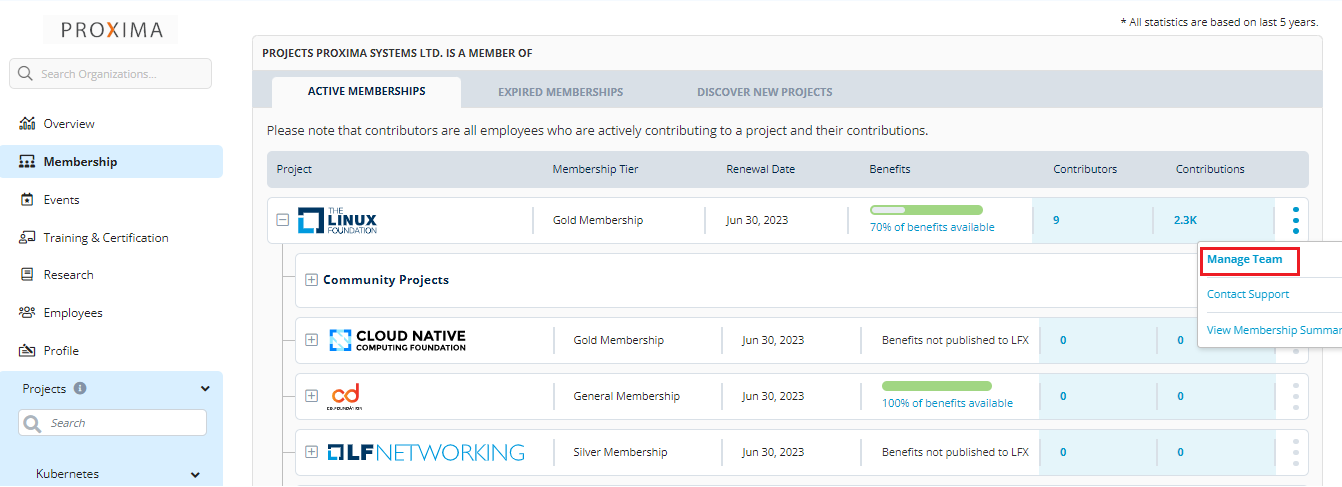 PROXIMA
* All statistics are based on last 5 years.
PROJECTS PROXIMA SYSTEMS LTD. IS A MEMBER OF
Search Organizations...
ACTIVE MEMBERSHIPS EXPIRED MEMBERSHIPS DISCOVER NEW PROJECTS
Overview
Please note that contributors are all employees who are actively contributing to a project and their contributions.
Membership
Project Membership Tier Renewal Date Benefits Contributors Contributions
Events
THE LINUX FOUNDATION Gold Membership Jun 30, 2023 70% of benefits available 9 2.3K
Training & Certification
Manage Team
Research
Community Projects
Contact Support
Employees
View Membership Summar
CLOUD NATIVE COMPUTING FOUNDATION Gold Membership Jun 30, 2023 Benefits not published to LFX 0 0
Profile
Projects
cd CD.FOUNDATION General Membership Jun 30, 2023 100% of benefits available 0 0
Search
LFNETWORKING Silver Membership Jun 30, 2023 Benefits not published to LFX 0 0
Kubernetes